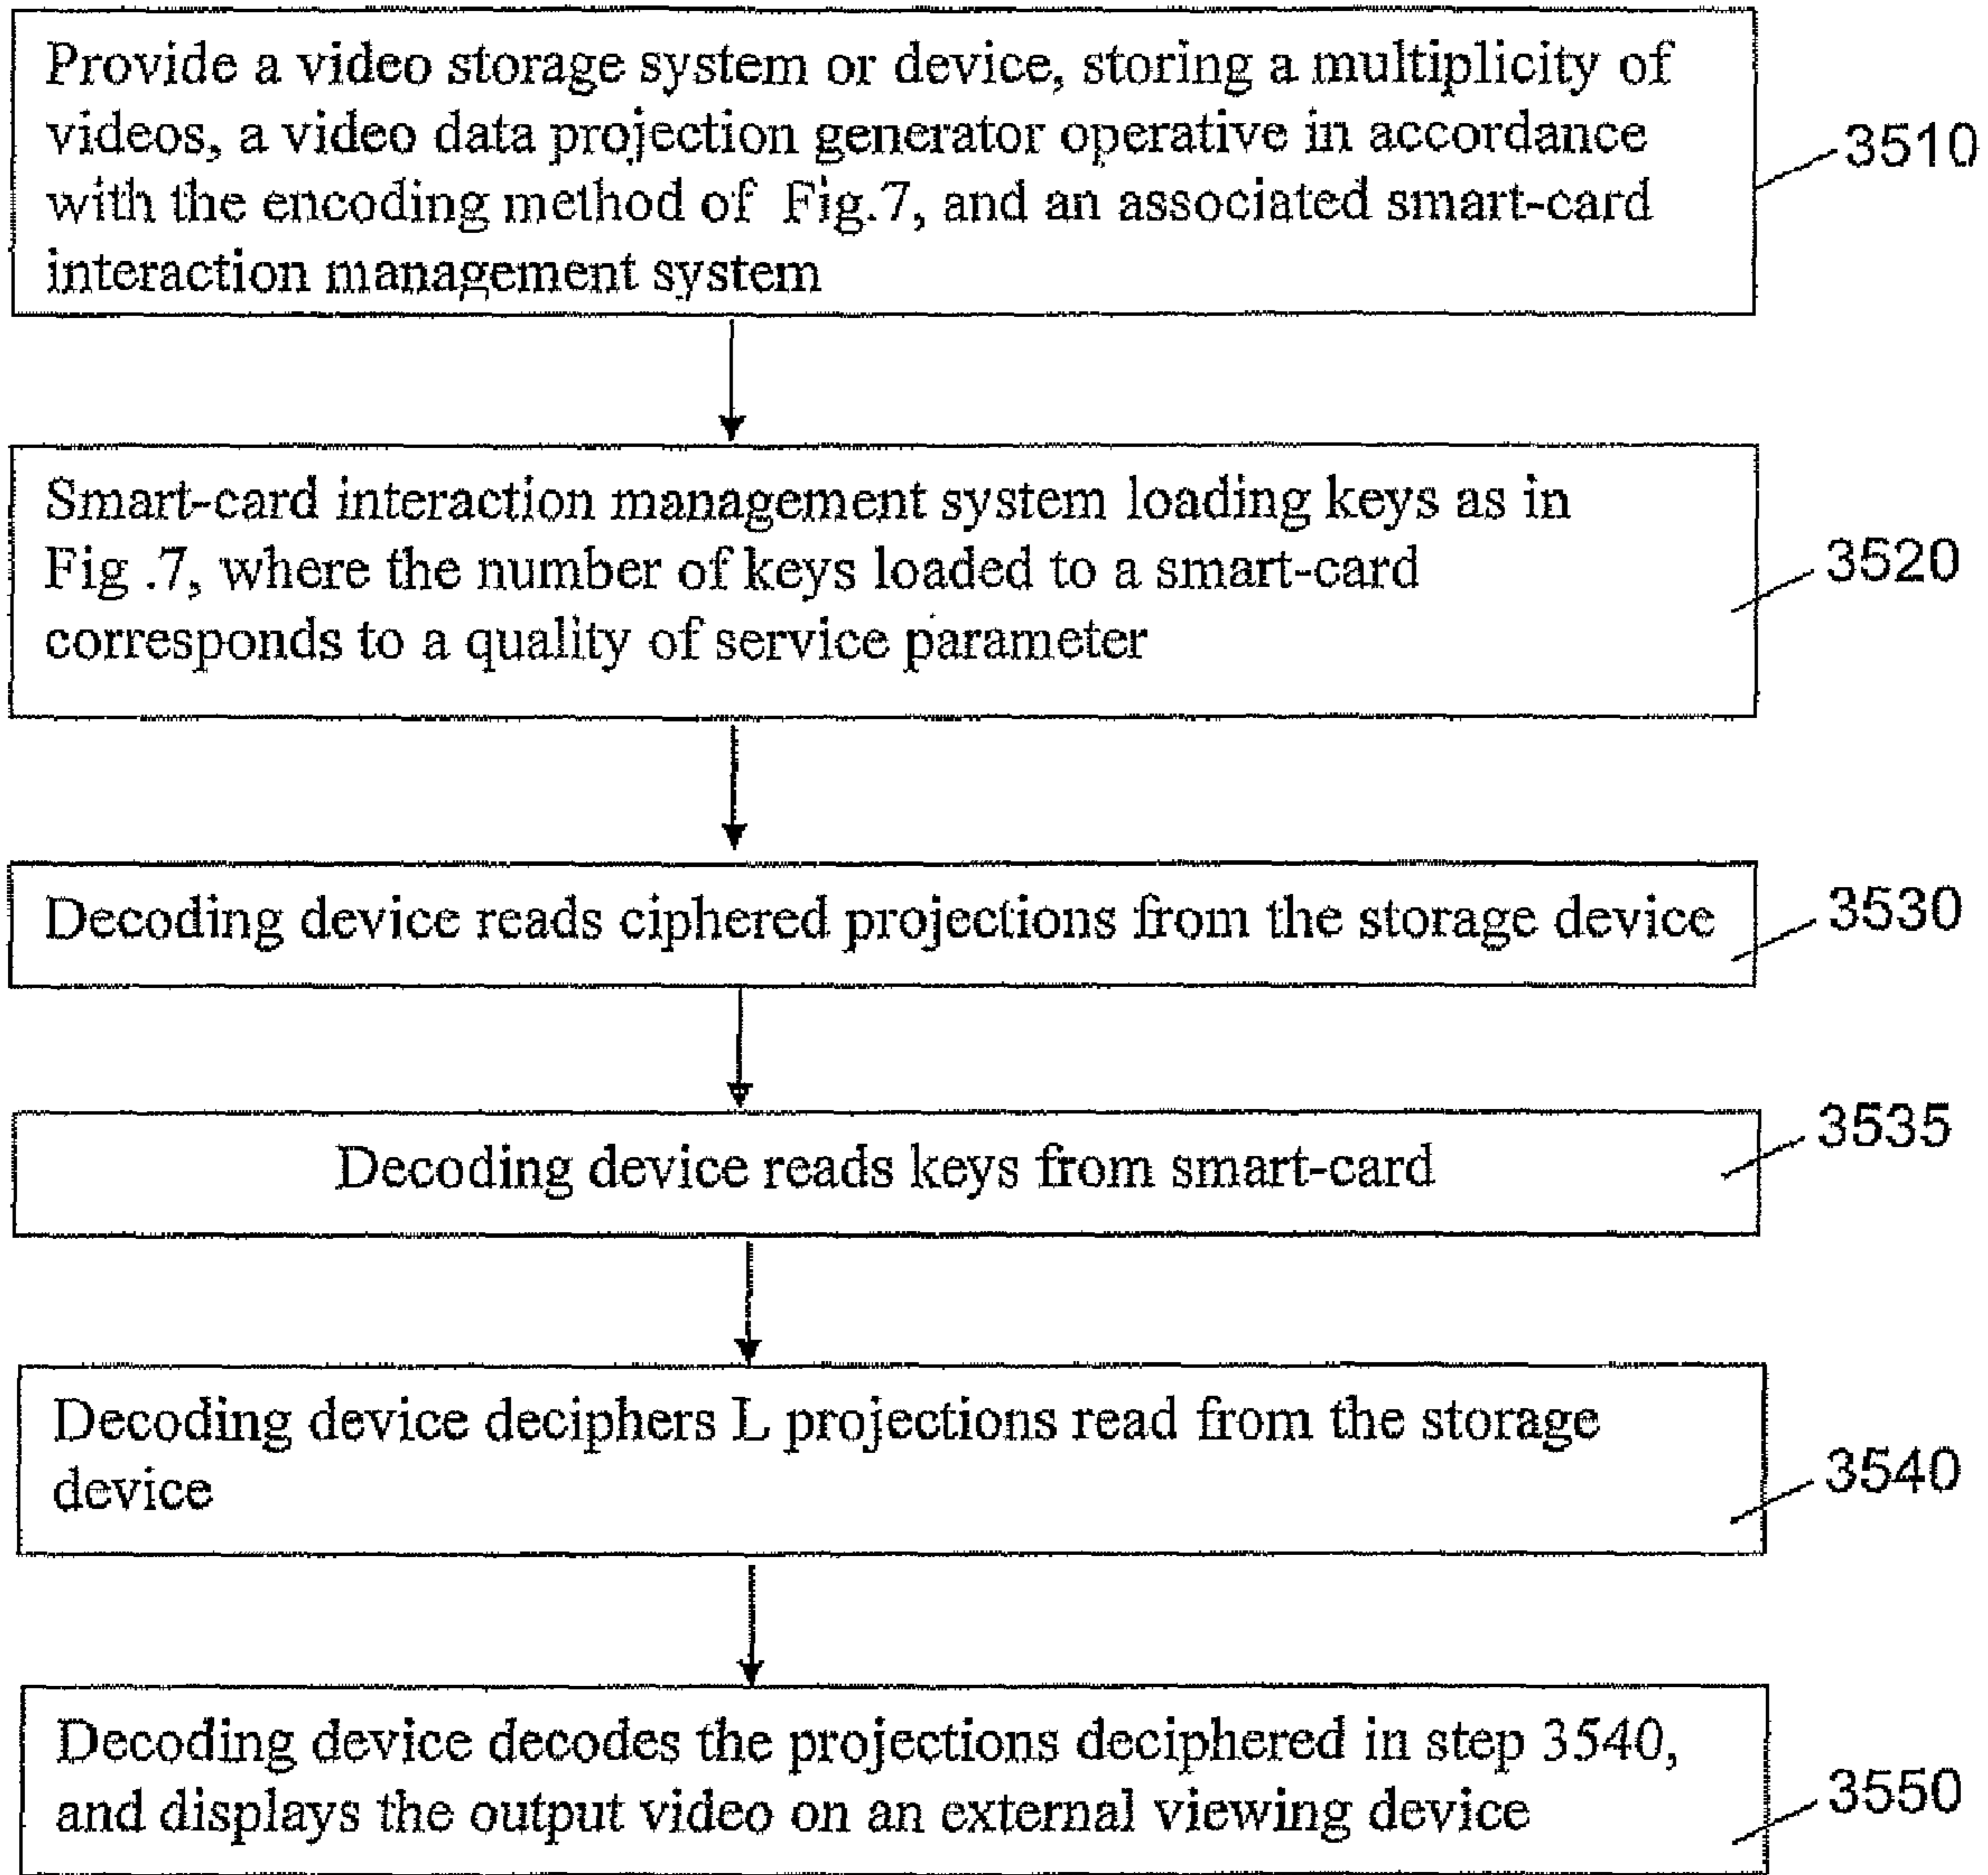 Provide a video storage system or device, storing a multiplicity of
videos, a video data projection generator operative in accordance
with the encoding method of Fig.7, and an associated smart-card
interaction management system
3510
Smart-card interaction management system loading keys as in
Fig .7, where the number of keys loaded to a smart-card
corresponds to a quality of service parameter
3520
Decoding device reads ciphered projections from the storage device
3530
Decoding device reads keys from smart-card
3535
Decoding device deciphers L projections read from the storage
device
3540
Decoding device decodes the projections deciphered in step 3540,
and displays the output video on an external viewing device
3550